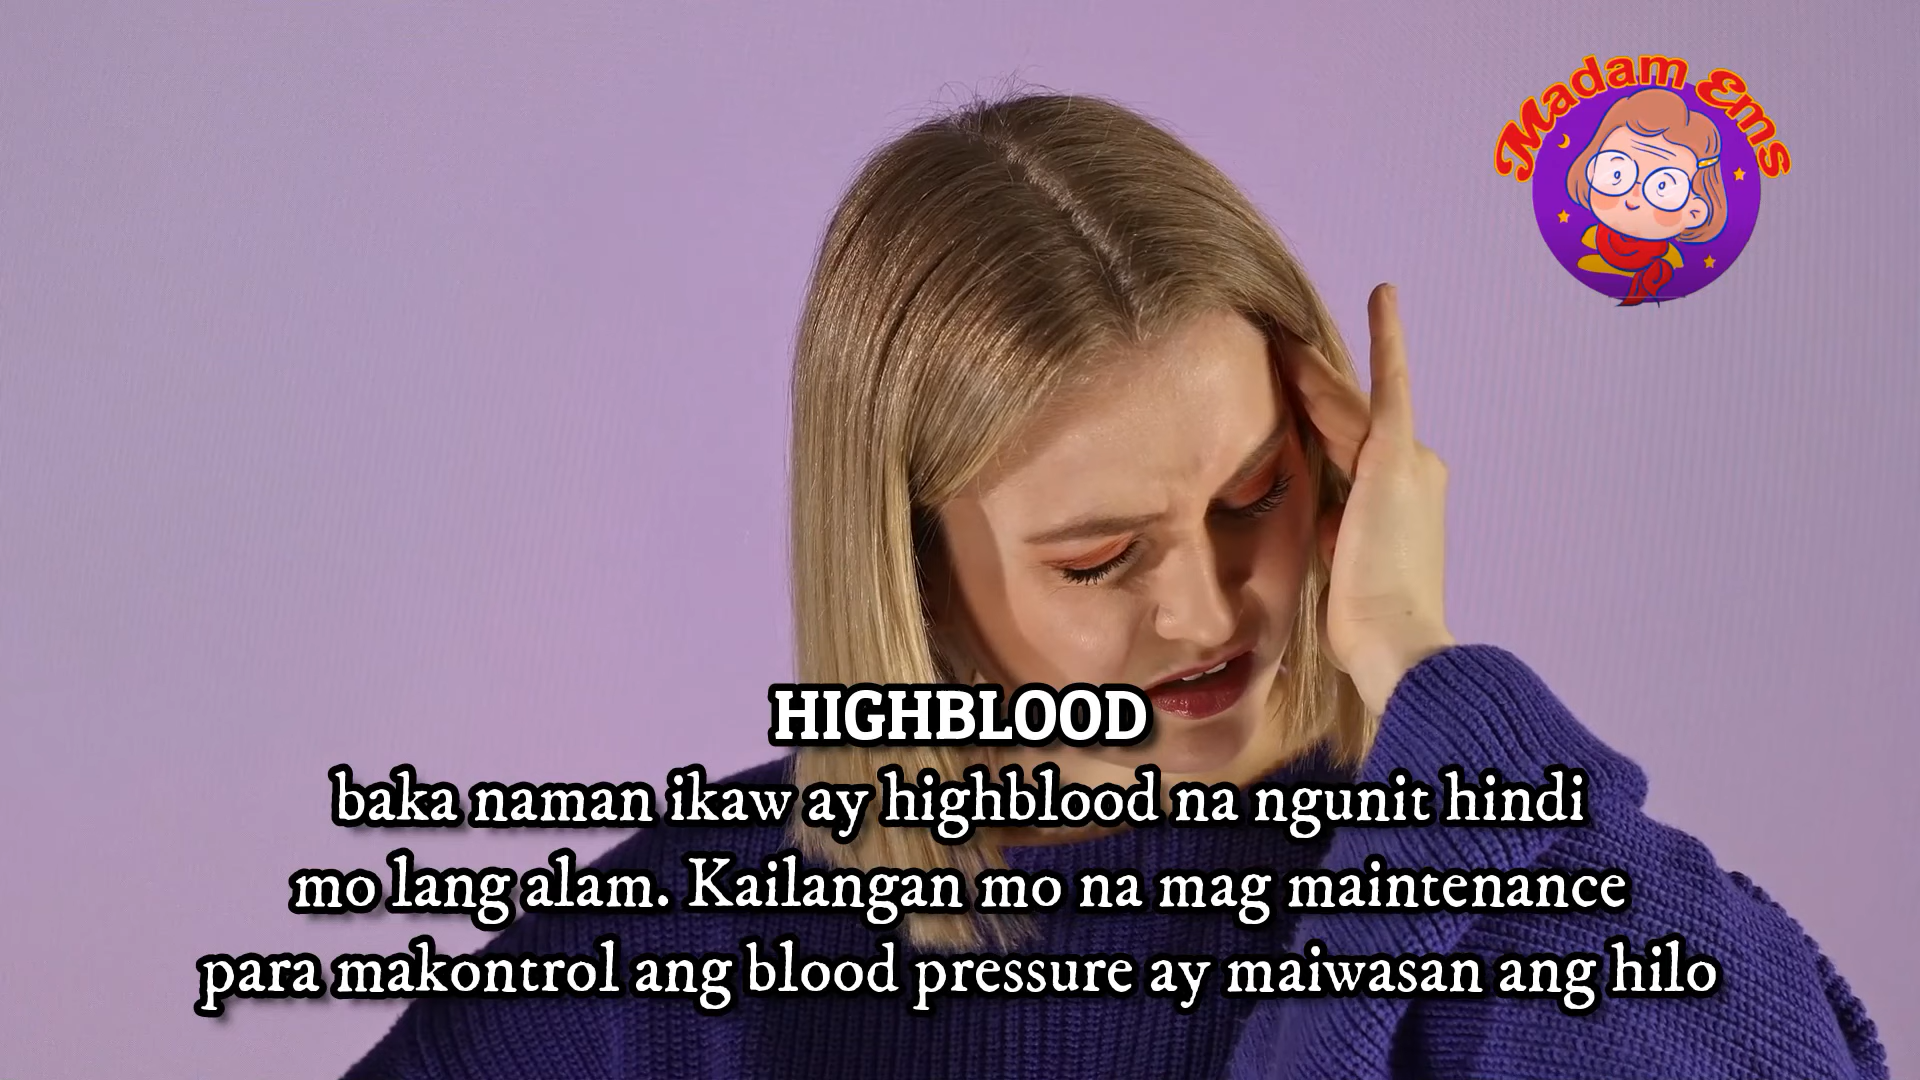 Madam Ems
HIGHBLOOD
baka naman ikaw ay highblood na ngunit hindi
mo lang alam. Kailangan mo na mag maintenance
para makontrol ang blood pressure ay maiwasan ang hilo